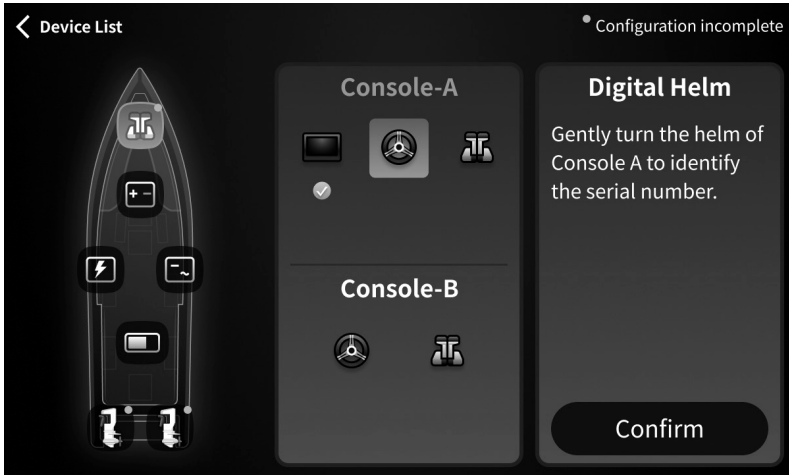 Device List
Configuration incomplete
Console-A
Console-B
Digital Helm
Gently turn the helm of
Console A to identify
the serial number.
Confirm